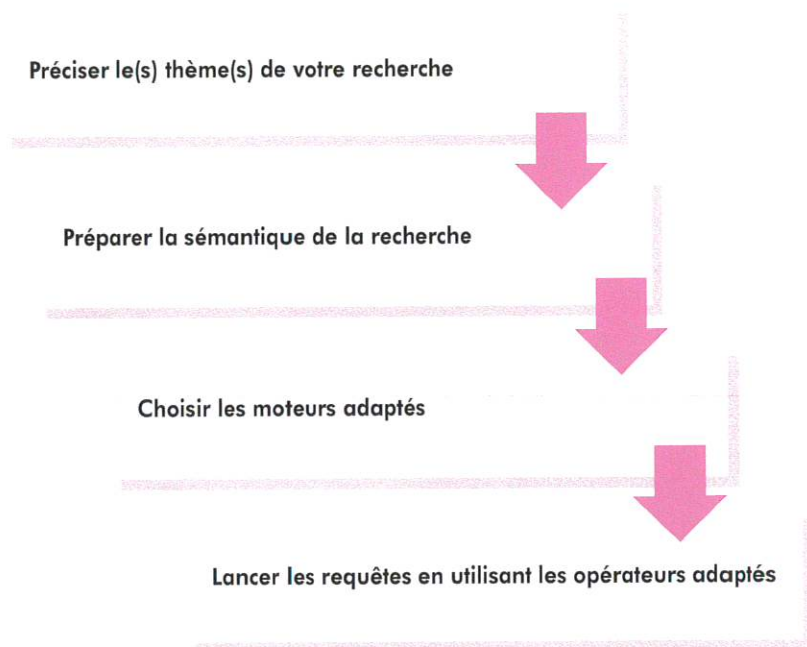 Préciser le(s) thème(s) de votre recherche
Préparer la sémantique de la recherche
Choisir les moteurs adaptés
Lancer les requêtes en utilisant les opérateurs adaptés